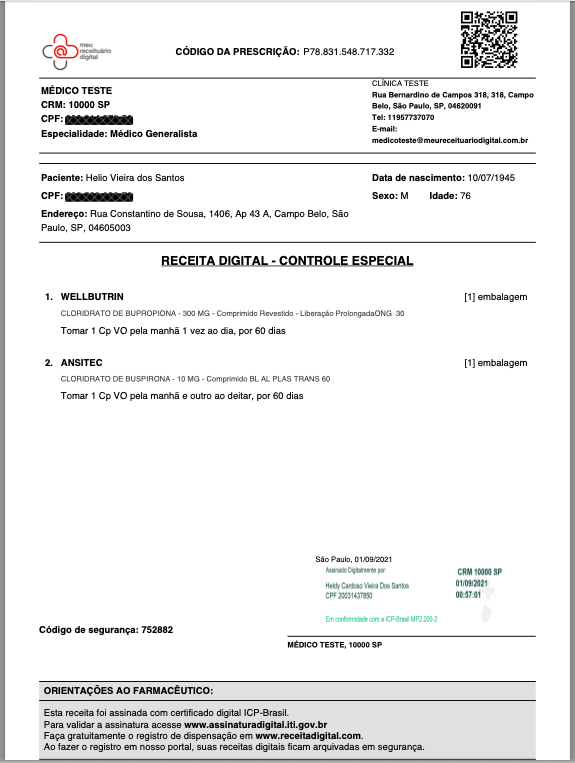 meu
receituário
digital
CÓDIGO DA PRESCRIÇÃO: P78.831.548.717.332
MÉDICO TESTE
CRM: 10000 SP
CPF:
Especialidade: Médico Generalista
CLÍNICA TESTE
Rua Bernardino de Campos 318, 318, Campo
Belo, São Paulo, SP, 04620091
Tel: 11957737070
E-mail:
medicoteste@meureceituariodigital.com.br
Paciente: Helio Vieira dos Santos
CPF:
Endereço: Rua Constantino de Sousa, 1406, Ap 43 A, Campo Belo, São
Paulo, SP, 04605003
Data de nascimento: 10/07/1945
Sexo: M Idade: 76
RECEITA DIGITAL - CONTROLE ESPECIAL
1. WELLBUTRIN [1] embalagem
CLORIDRATO DE BUPROPIONA - 300 MG - Comprimido Revestido - Liberação ProlongadaONG 30
Tomar 1 Cp VO pela manhã 1 vez ao dia, por 60 dias
2. ANSITEC [1] embalagem
CLORIDRATO DE BUSPIRONA - 10 MG - Comprimido BL AL PLAS TRANS 60
Tomar 1 Cp VO pela manhã e outro ao deitar, por 60 dias
São Paulo, 01/09/2021
Assinado Digitalmente por:
Heldy Cardoso Vieira Dos Santos
CPF 20031437850
CRM 10000 SP
01/09/2021
00:57:01
Em conformidade com a ICP-Brasil MP2.200-2
Código de segurança: 752882
MÉDICO TESTE, 10000 SP
ORIENTAÇÕES AO FARMACÊUTICO:
Esta receita foi assinada com certificado digital ICP-Brasil.
Para validar a assinatura acesse www.assinaturadigital.iti.gov.br
Faça gratuitamente o registro de dispensação em www.receitadigital.com.
Ao fazer o registro em nosso portal, suas receitas digitais ficam arquivadas em segurança.